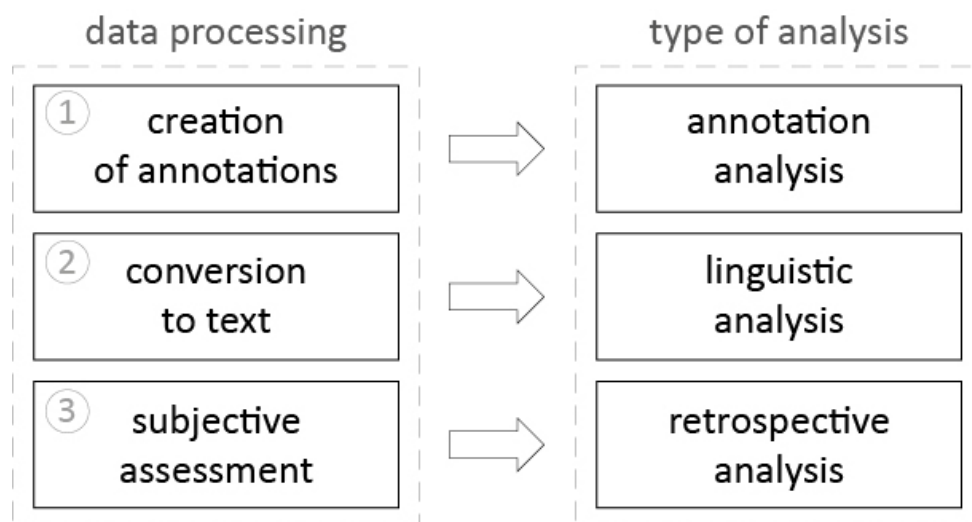 data processing
type of analysis
1
creation
of annotations
annotation
analysis
2
conversion
to text
linguistic
analysis
3
subjective
assessment
retrospective
analysis